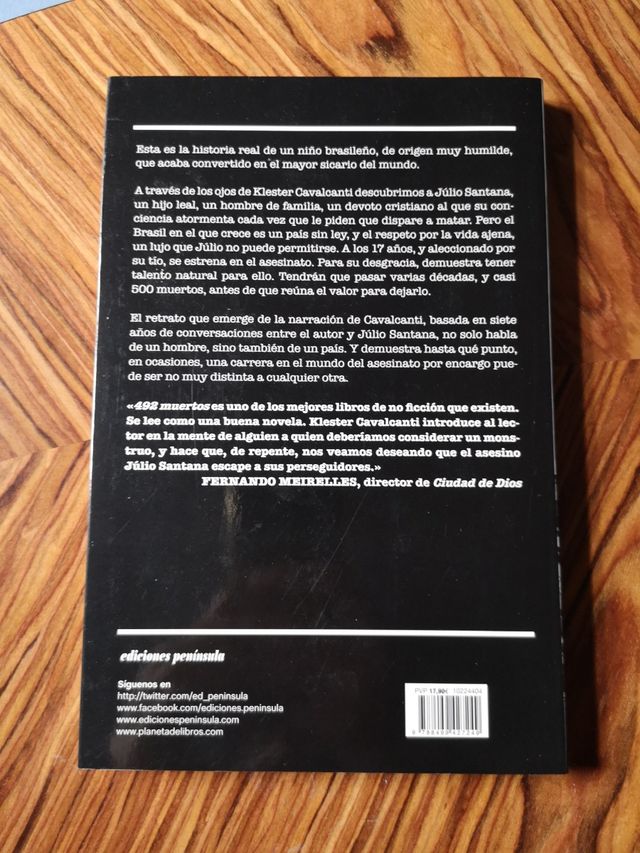 Esta es la historia real de un niño brasileño, de origen muy humilde,
que acaba convertido en el mayor sicario del mundo.
A través de los ojos de Klester Cavalcanti descubrimos a Júlio Santana,
un hijo leal, un hombre de familia, un devoto cristiano al que su con-
ciencia atormenta cada vez que le piden que dispare a matar. Pero el
Brasil en el que crece es un país sin ley, y el respeto por la vida ajena,
un lujo que Júlio no puede permitirse. A los 17 años, y aleccionado por
su tío, se estrena en el asesinato. Para su desgracia, demuestra tener
talento natural para ello. Tendrán que pasar varias décadas, y casi
500 muertos, antes de que reúna el valor para dejarlo.
El retrato que emerge de la narración de Cavalcanti, basada en siete
años de conversaciones entre el autor y Júlio Santana, no solo habla
de un hombre, sino también de un país. Y demuestra hasta qué punto,
en ocasiones, una carrera en el mundo del asesinato por encargo pue-
de ser no muy distinta a cualquier otra.
«492 muertos es uno de los mejores libros de no ficción que existen.
Se lee como una buena novela. Klester Cavalcanti introduce al lec-
tor en la mente de alguien a quien deberíamos considerar un mons-
truo, y hace que, de repente, nos veamos deseando que el asesino
Júlio Santana escape a sus perseguidores.»
FERNANDO MEIRELLES, director de Ciudad de Dios
ediciones península
Síguenos en
http://twitter.com/ed_peninsula
www.facebook.com/ediciones.peninsula
www.edicionespeninsula.com
www.planetadelibros.com
PVP 17,90€ 10224404